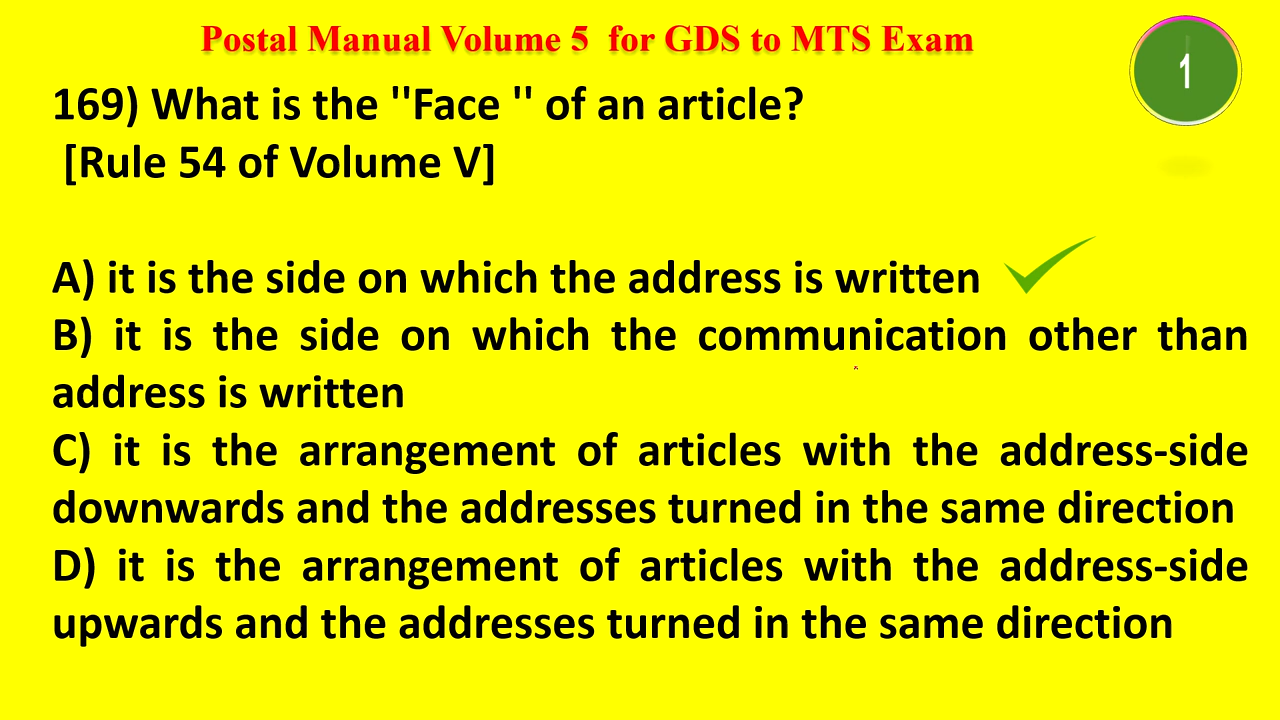 Postal Manual Volume 5 for GDS to MTS Exam
1
169) What is the ''Face '' of an article?
[Rule 54 of Volume V]
A) it is the side on which the address is written
B) it is the side on which the communication other than
address is written
C) it is the arrangement of articles with the address-side
downwards and the addresses turned in the same direction
D) it is the arrangement of articles with the address-side
upwards and the addresses turned in the same direction